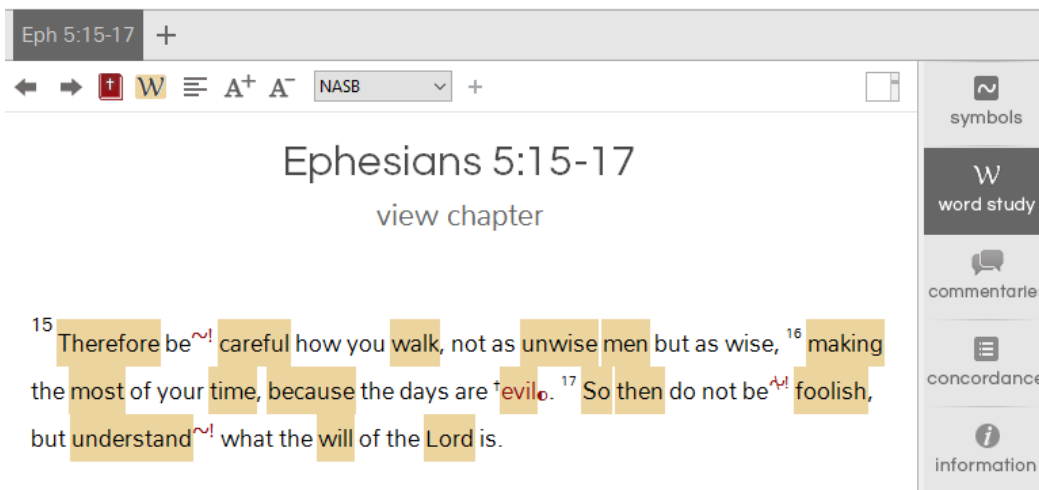 Eph 5:15-17 +
W A+ A- NASB +
symbols
Ephesians 5:15-17
W
word study
view chapter
commentaries
15 Therefore be~! careful how you walk, not as unwise men but as wise, 16 making
concordance
the most of your time, because the days are †evil. 17 So then do not be~! foolish,
but understand~! what the will of the Lord is.
information